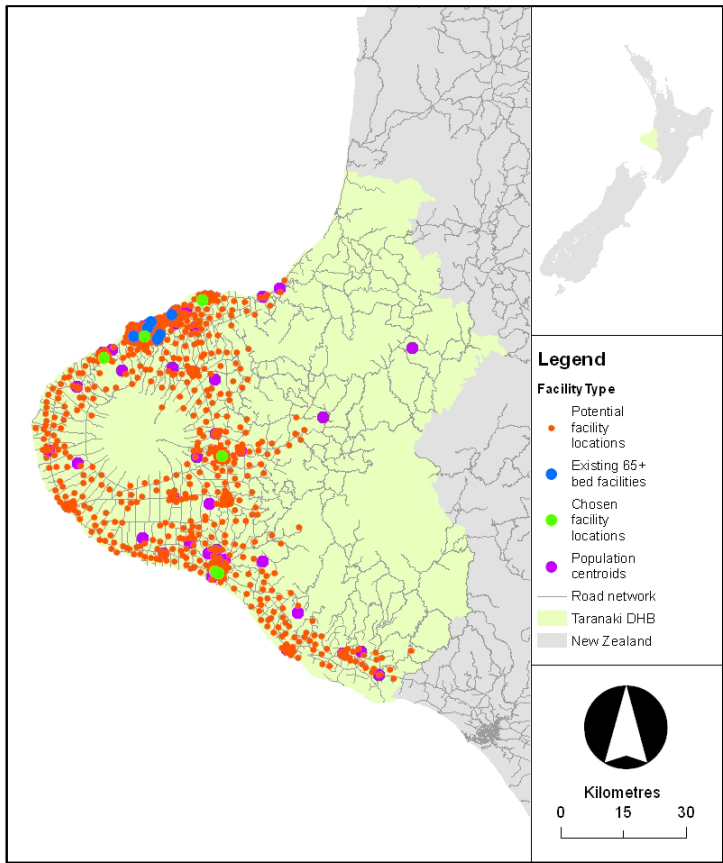 Legend
Facility Type
Potential
facility
locations
Existing 65+
bed facilities
Chosen
facility
locations
Population
centroids
Road network
Taranaki DHB
New Zealand
Kilometres
0 15 30